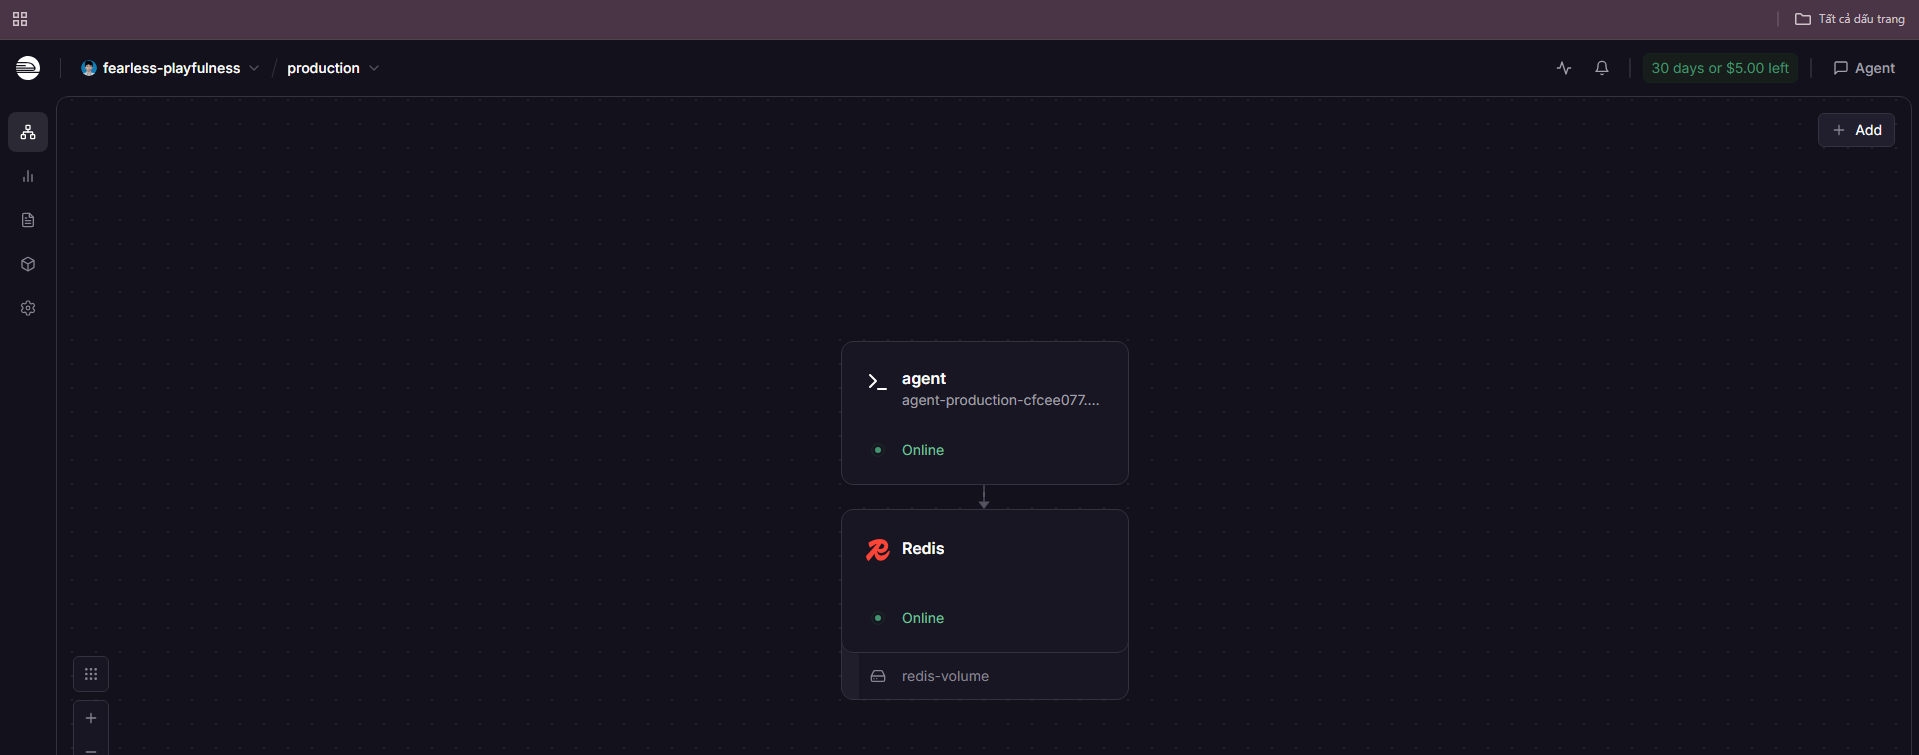 Tất cả dấu trang
fearless-playfulness / production
30 days or $5.00 left
Agent
Add
agent
agent-production-cfcee077....
Online
Redis
Online
redis-volume